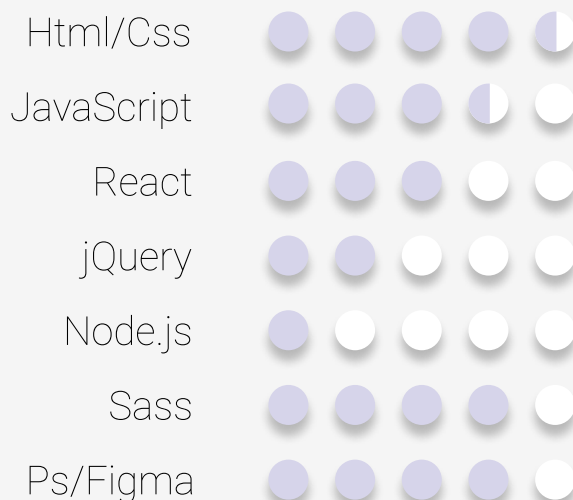 Html/Css
JavaScript
React
jQuery
Node.js
Sass
Ps/Figma